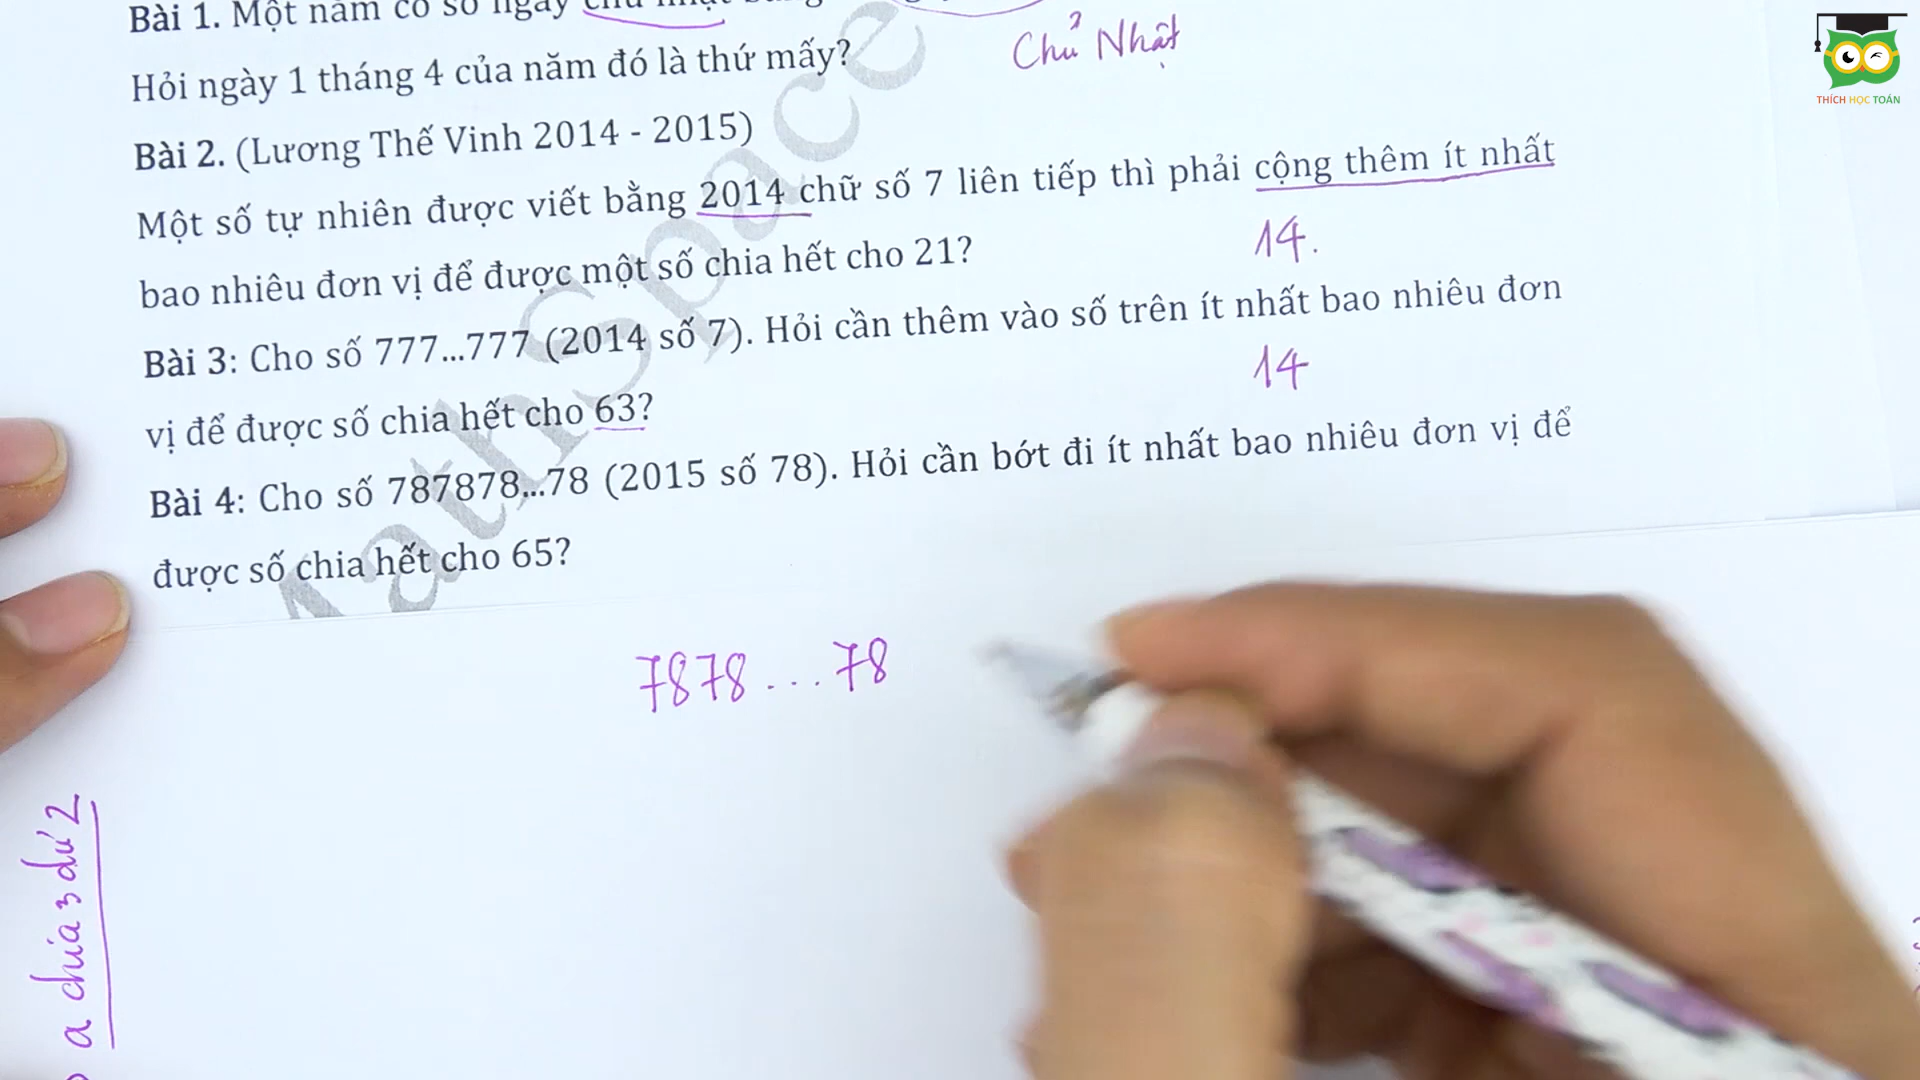 Bài 1. Một năm có số ngày chủ nhật
Hỏi ngày 1 tháng 4 của năm đó là thứ mấy?
Chủ Nhật
Bài 2. (Lương Thế Vinh 2014 - 2015)
Một số tự nhiên được viết bằng 2014 chữ số 7 liên tiếp thì phải cộng thêm ít nhất
bao nhiêu đơn vị để được một số chia hết cho 21?
14.
Bài 3: Cho số 777...777 (2014 số 7). Hỏi cần thêm vào số trên ít nhất bao nhiêu đơn
vị để được số chia hết cho 63?
14
Bài 4: Cho số 787878...78 (2015 số 78). Hỏi cần bớt đi ít nhất bao nhiêu đơn vị để
được số chia hết cho 65?
7878...78
a chia 3 dư 2
MathSpace
THÍCH HỌC TOÁN